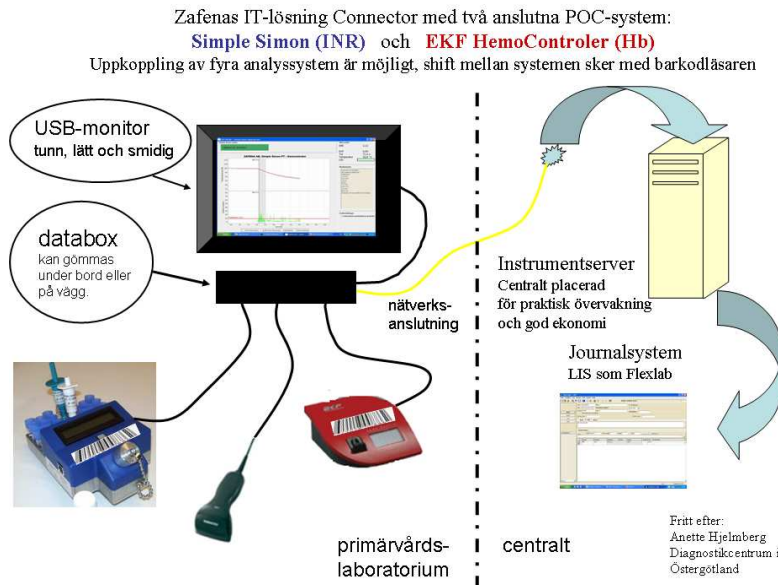 Zafenas IT-lösning Connector med två anslutna POC-system:
Simple Simon (INR) och EKF HemoControler (Hb)
Uppkoppling av fyra analyssystem är möjligt, shift mellan systemen sker med barkodläsaren
USB-monitor
tunn, lätt och smidig
databox
kan gömmas
under bord eller
på vägg.
nätverks-
anslutning
Instrumentserver
Centralt placerad
för praktisk övervakning
och god ekonomi
Journalsystem
LIS som Flexlab
EKF
primärvårds-
laboratorium
centralt
Fritt efter:
Anette Hjelmberg
Diagnostikcentrum i
Östergötland